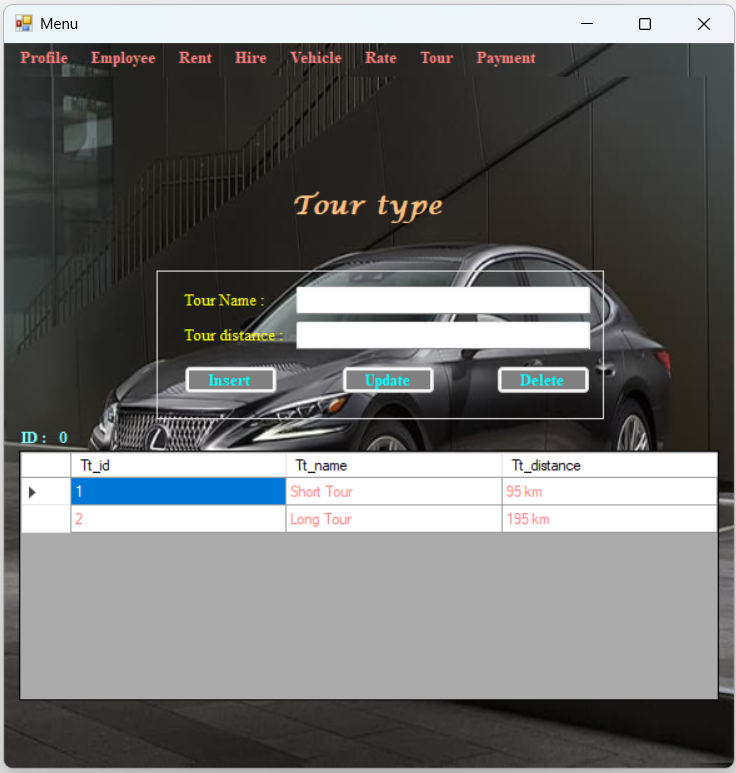 Menu
Profile Employee Rent Hire Vehicle Rate Tour Payment
Tour type
Tour Name :
Tour distance :
Insert Update Delete
ID : 0
Tt_id Tt_name Tt_distance
1 Short Tour 95 km
2 Long Tour 195 km